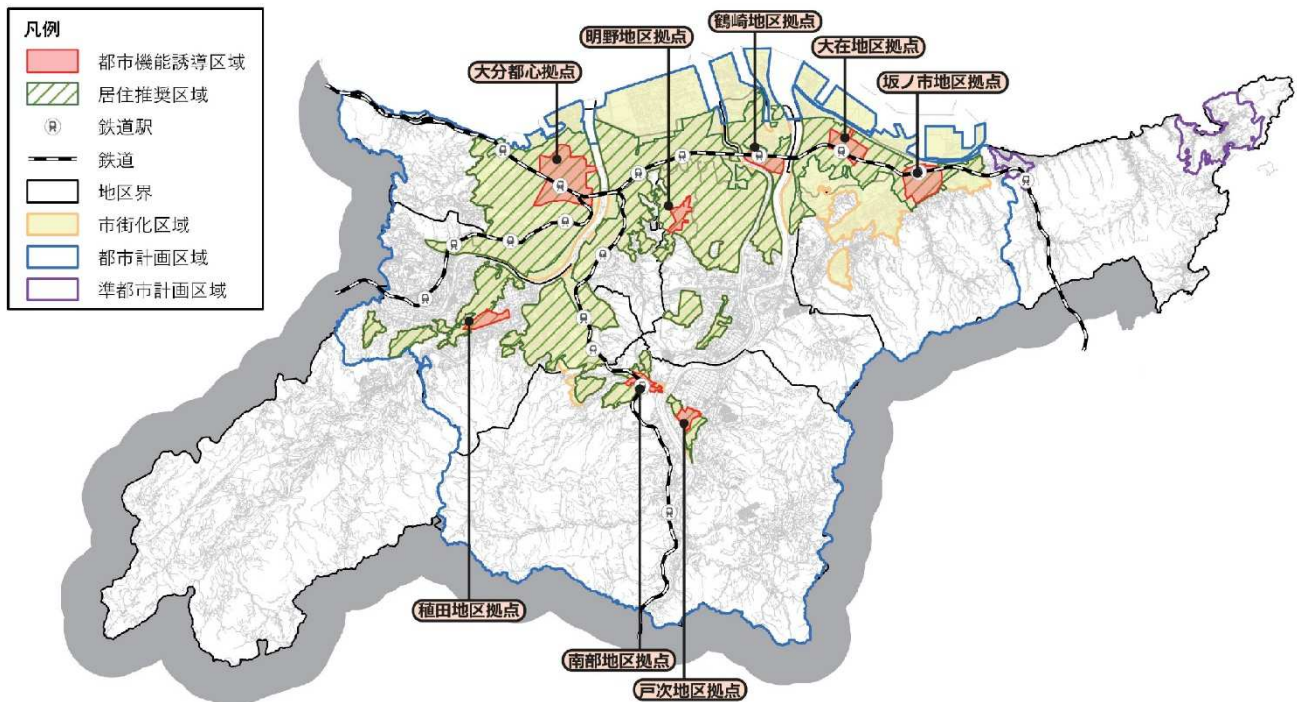 凡例
都市機能誘導区域
居住推奨区域
鉄道駅
鉄道
地区界
市街化区域
都市計画区域
準都市計画区域
大分都心拠点
明野地区拠点
鶴崎地区拠点
大在地区拠点
坂ノ市地区拠点
稙田地区拠点
南部地区拠点
戸次地区拠点